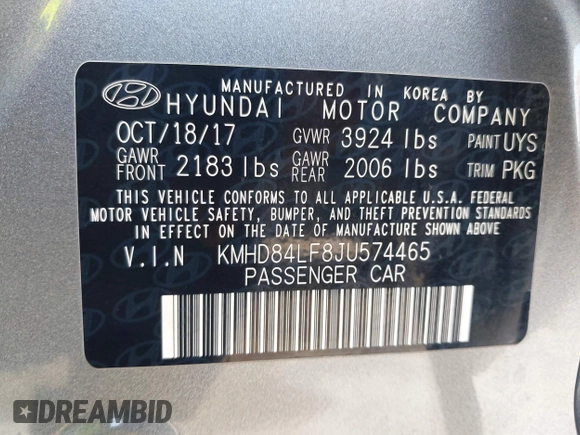 MANUFACTURED IN KOREA BY
HYUNDAI MOTOR COMPANY
OCT/18/17 GVWR 3924 lbs PAINT UYS
GAWR FRONT 2183 lbs GAWR REAR 2006 lbs TRIM PKG
THIS VEHICLE CONFORMS TO ALL APPLICABLE U.S.A. FEDERAL
MOTOR VEHICLE SAFETY, BUMPER, AND THEFT PREVENTION STANDARDS
IN EFFECT ON THE DATE OF MANUFACTURE SHOWN ABOVE.
V.I.N KMHD84LF8JU574465
PASSENGER CAR
DREAMBID